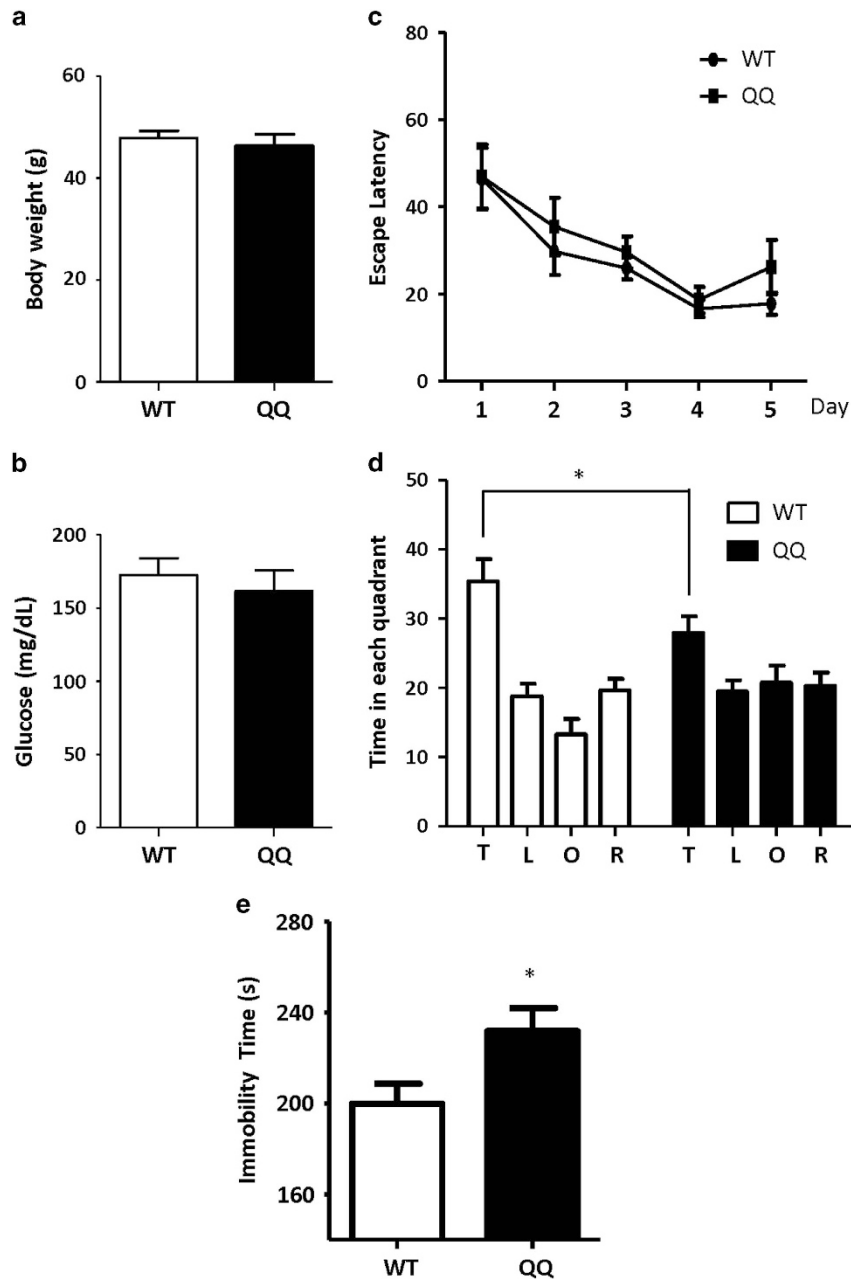 a
60
40
20
0
Body weight (g)
WT QQ
b
200
150
100
50
0
Glucose (mg/dL)
WT QQ
c
80
60
40
20
0
Escape Latency
WT
QQ
1 2 3 4 5 Day
d
50
40
30
20
10
0
Time in each quadrant
*
WT
QQ
T L O R T L O R
e
280
240
200
160
Immobility Time (s)
*
WT QQ